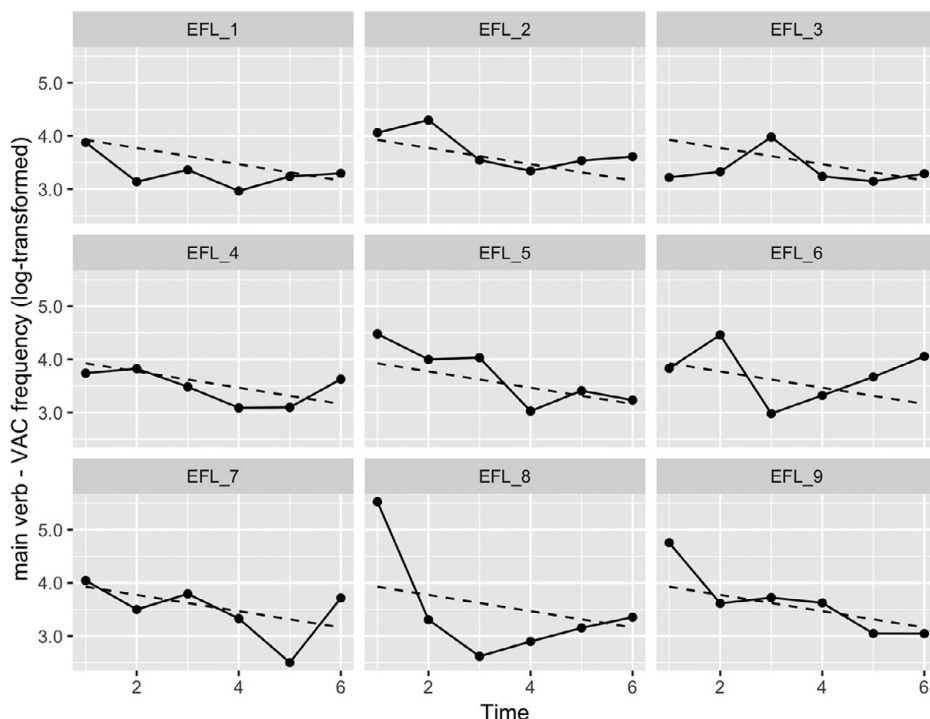 EFL_1 EFL_2 EFL_3
5.0
4.0
3.0
EFL_4 EFL_5 EFL_6
5.0
4.0
3.0
EFL_7 EFL_8 EFL_9
5.0
4.0
3.0
2 4 6 2 4 6 2 4 6
Time
main verb - VAC frequency (log-transformed)